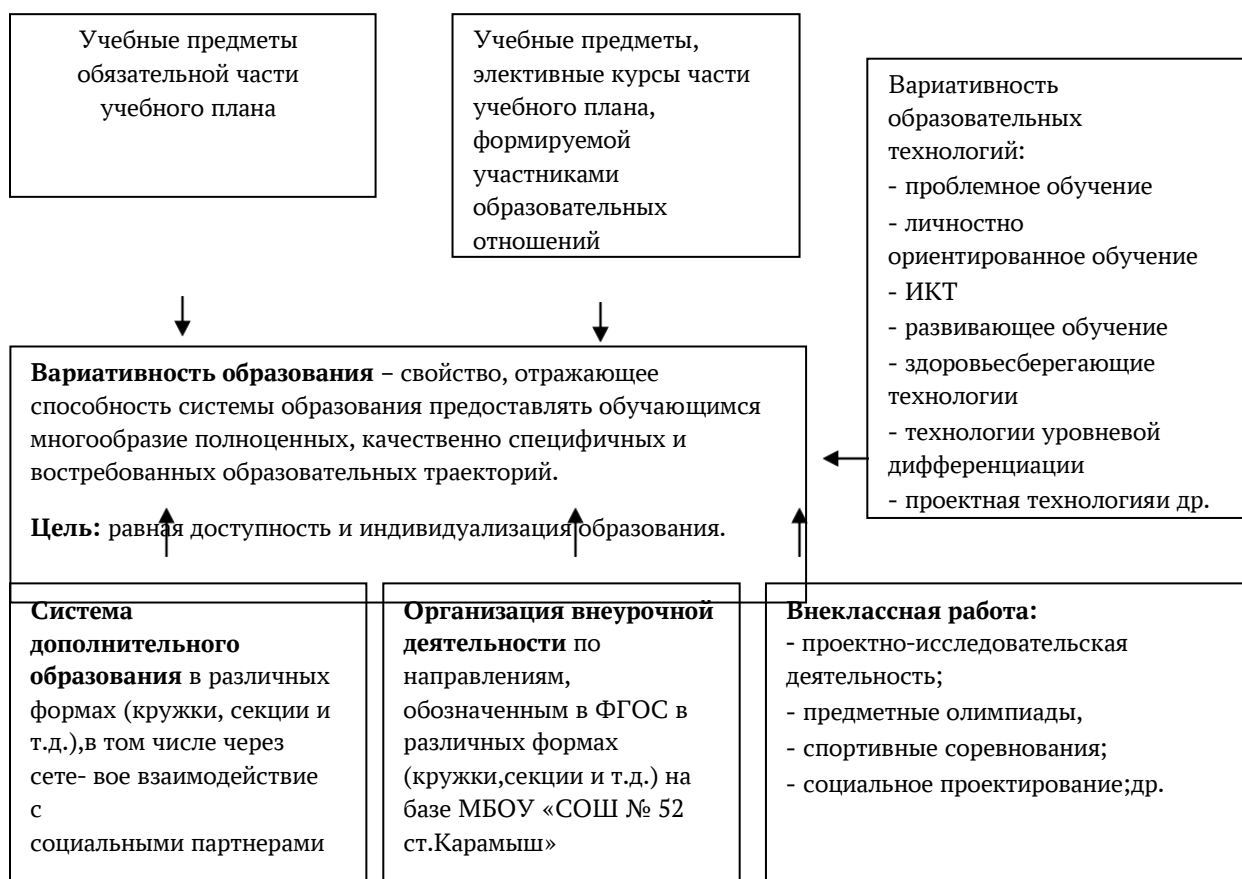 Учебные предметы
обязательной части
учебного плана
Учебные предметы,
элективные курсы части
учебного плана,
формируемой
участниками
образовательных
отношений
Вариативность
образовательных
технологий:
- проблемное обучение
- личностно
ориентированное обучение
- ИКТ
- развивающее обучение
- здоровьесберегающие
технологии
- технологии уровневой
дифференциации
- проектная технологияи др.
Вариативность образования – свойство, отражающее
способность системы образования предоставлять обучающимся
многообразие полноценных, качественно специфичных и
востребованных образовательных траекторий.
Цель: равная доступность и индивидуализация образования.
Система
дополнительного
образования в различных
формах (кружки, секции и
т.д.),в том числе через
сете- вое взаимодействие
с
социальными партнерами
Организация внеурочной
деятельности по
направлениям,
обозначенным в ФГОС в
различных формах
(кружки,секции и т.д.) на
базе МБОУ «СОШ № 52
ст.Карамыш»
Внеклассная работа:
- проектно-исследовательская
деятельность;
- предметные олимпиады,
- спортивные соревнования;
- социальное проектирование;др.